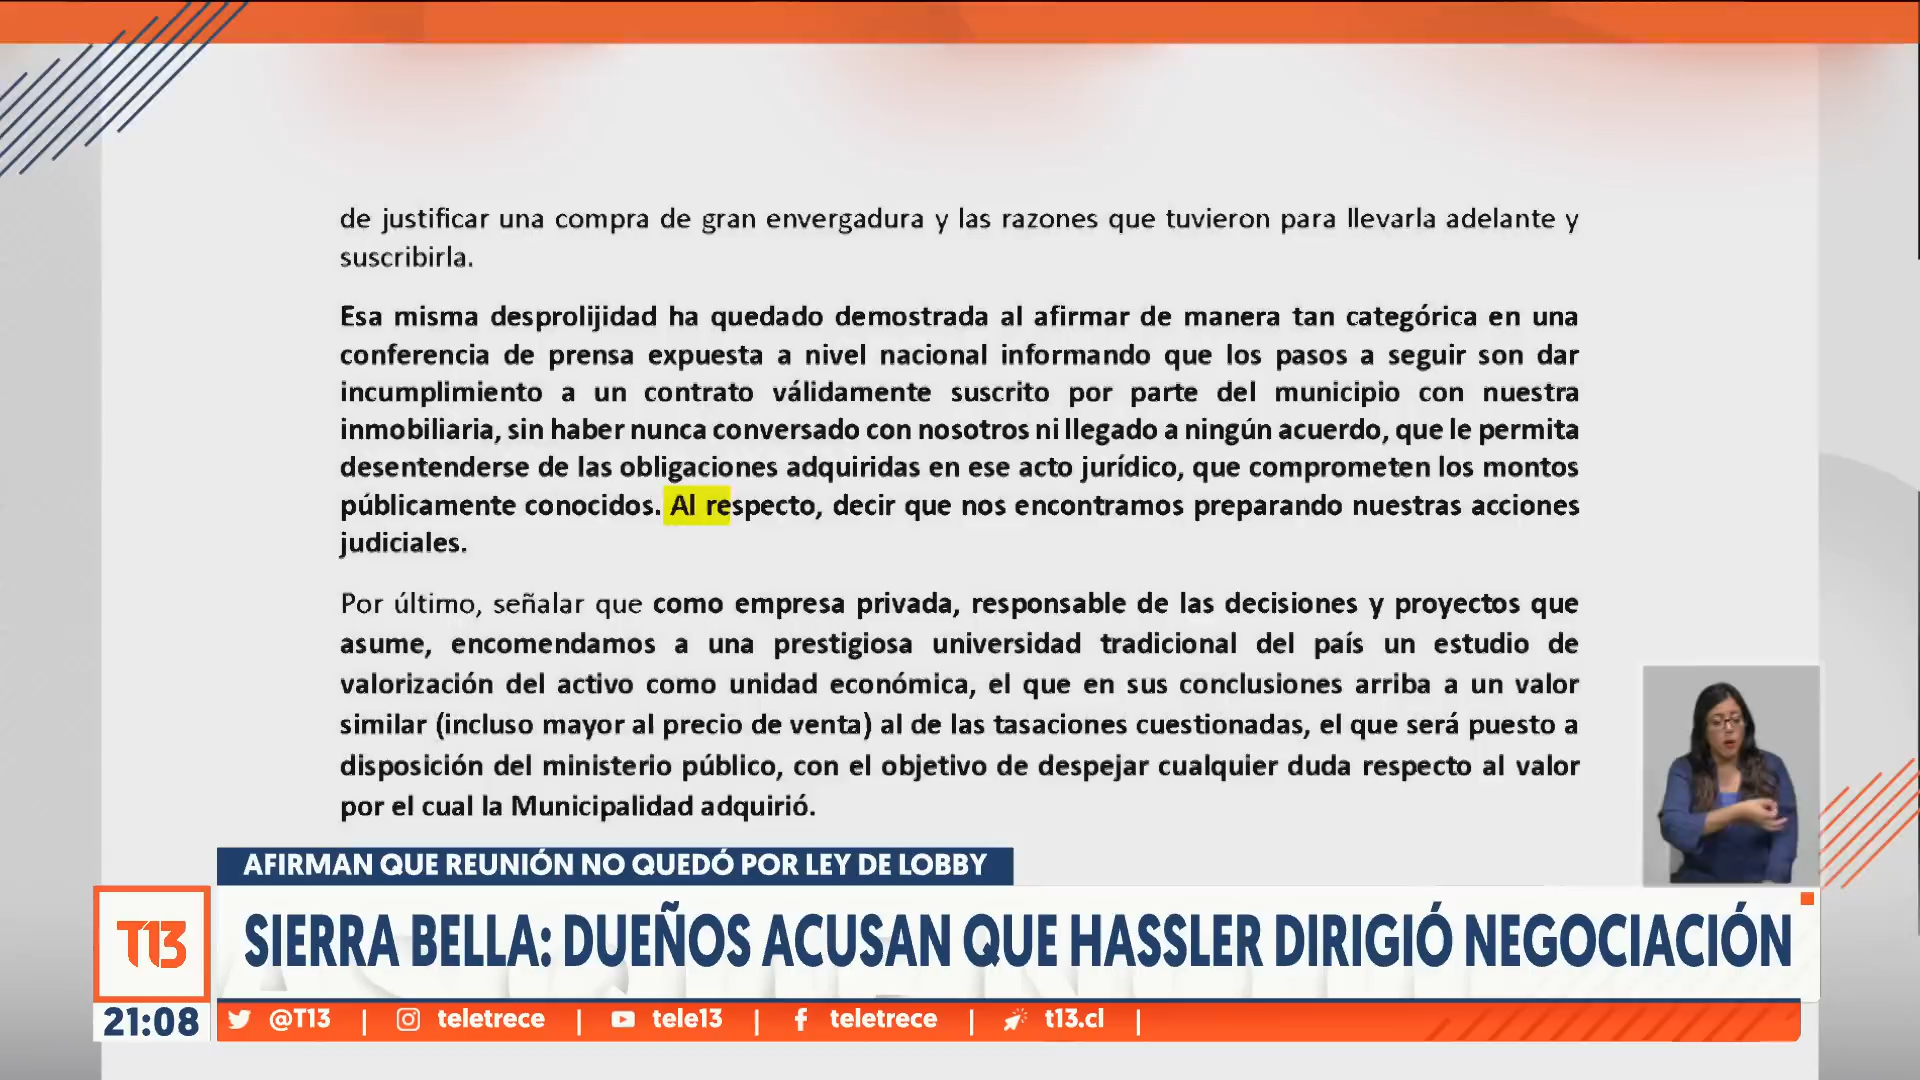 de justificar una compra de gran envergadura y las razones que tuvieron para llevarla adelante y
suscribirla.
Esa misma desprolijidad ha quedado demostrada al afirmar de manera tan categórica en una
conferencia de prensa expuesta a nivel nacional informando que los pasos a seguir son dar
incumplimiento a un contrato válidamente suscrito por parte del municipio con nuestra
inmobiliaria, sin haber nunca conversado con nosotros ni llegado a ningún acuerdo, que le permita
desentenderse de las obligaciones adquiridas en ese acto jurídico, que comprometen los montos
públicamente conocidos. Al respecto, decir que nos encontramos preparando nuestras acciones
judiciales.
Por último, señalar que como empresa privada, responsable de las decisiones y proyectos que
asume, encomendamos a una prestigiosa universidad tradicional del país un estudio de
valorización del activo como unidad económica, el que en sus conclusiones arriba a un valor
similar (incluso mayor al precio de venta) al de las tasaciones cuestionadas, el que será puesto a
disposición del ministerio público, con el objetivo de despejar cualquier duda respecto al valor
por el cual la Municipalidad adquirió.
AFIRMAN QUE REUNIÓN NO QUEDÓ POR LEY DE LOBBY
T13
SIERRA BELLA: DUEÑOS ACUSAN QUE HASSLER DIRIGIÓ NEGOCIACIÓN
21:08 @T13 | teletrece | tele13 | teletrece | t13.cl |